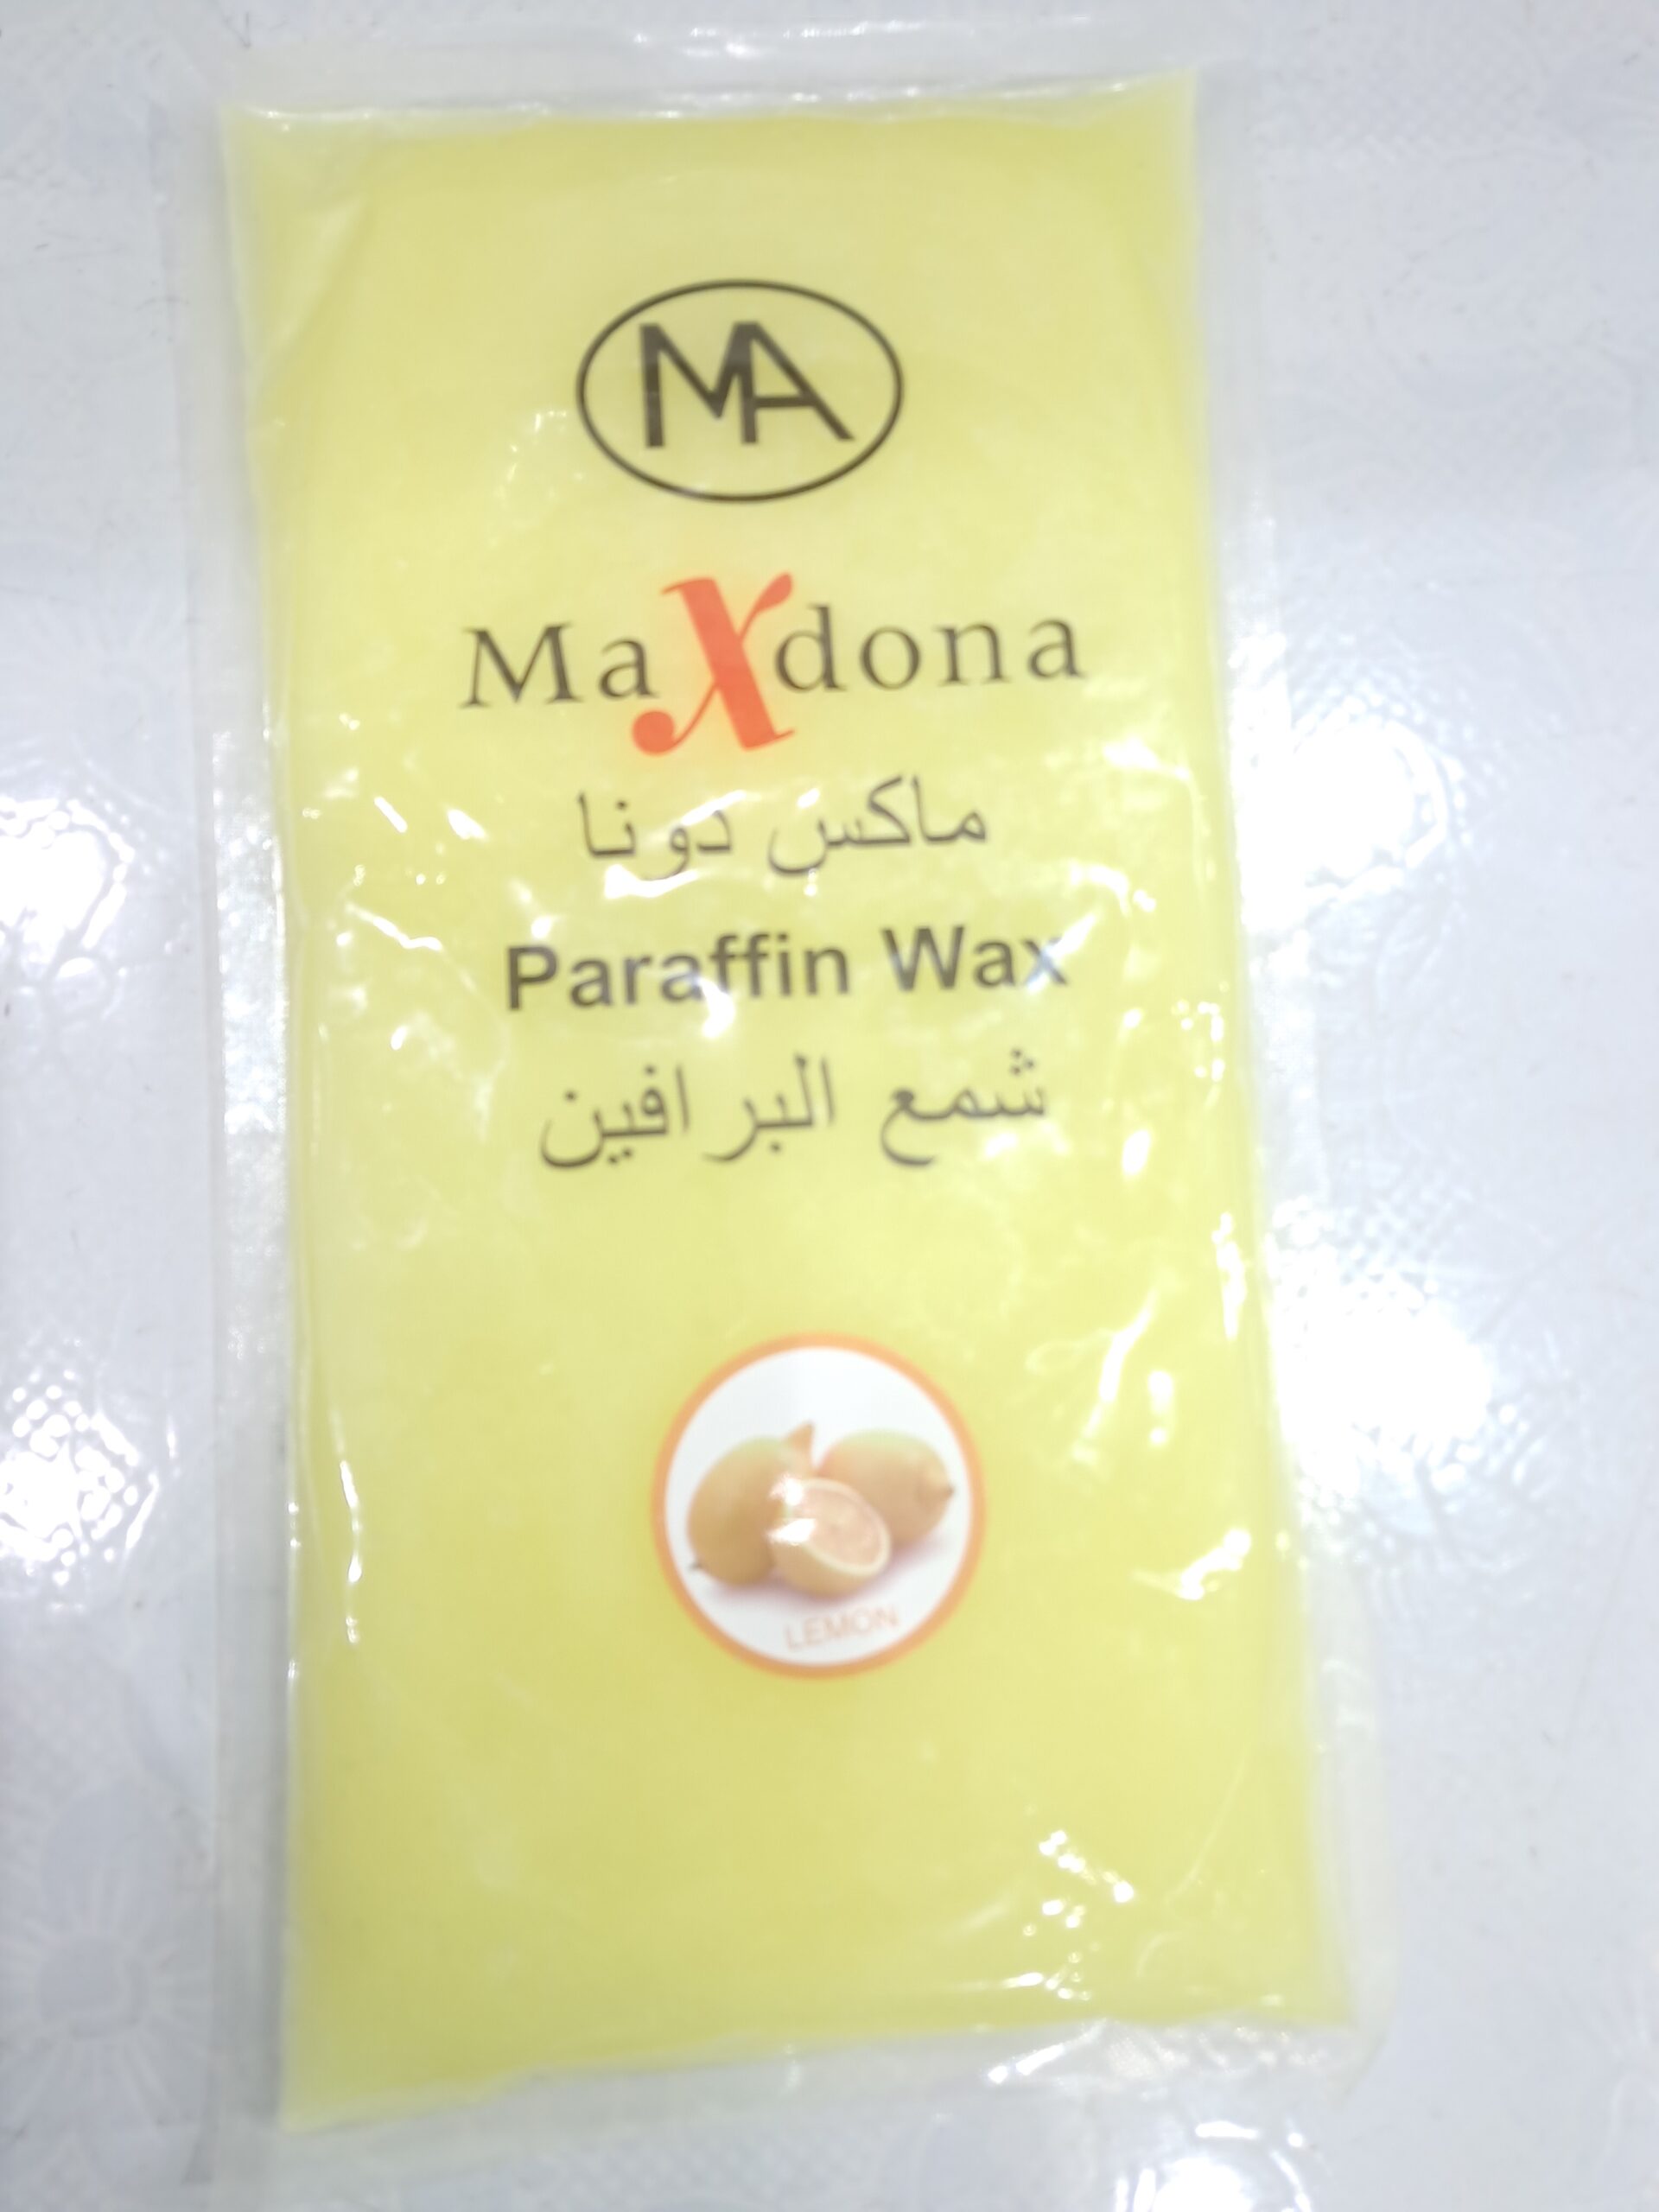 MA
MaXdona
ماكس دونا
Paraffin Wax
شمع البرافين
LEMON